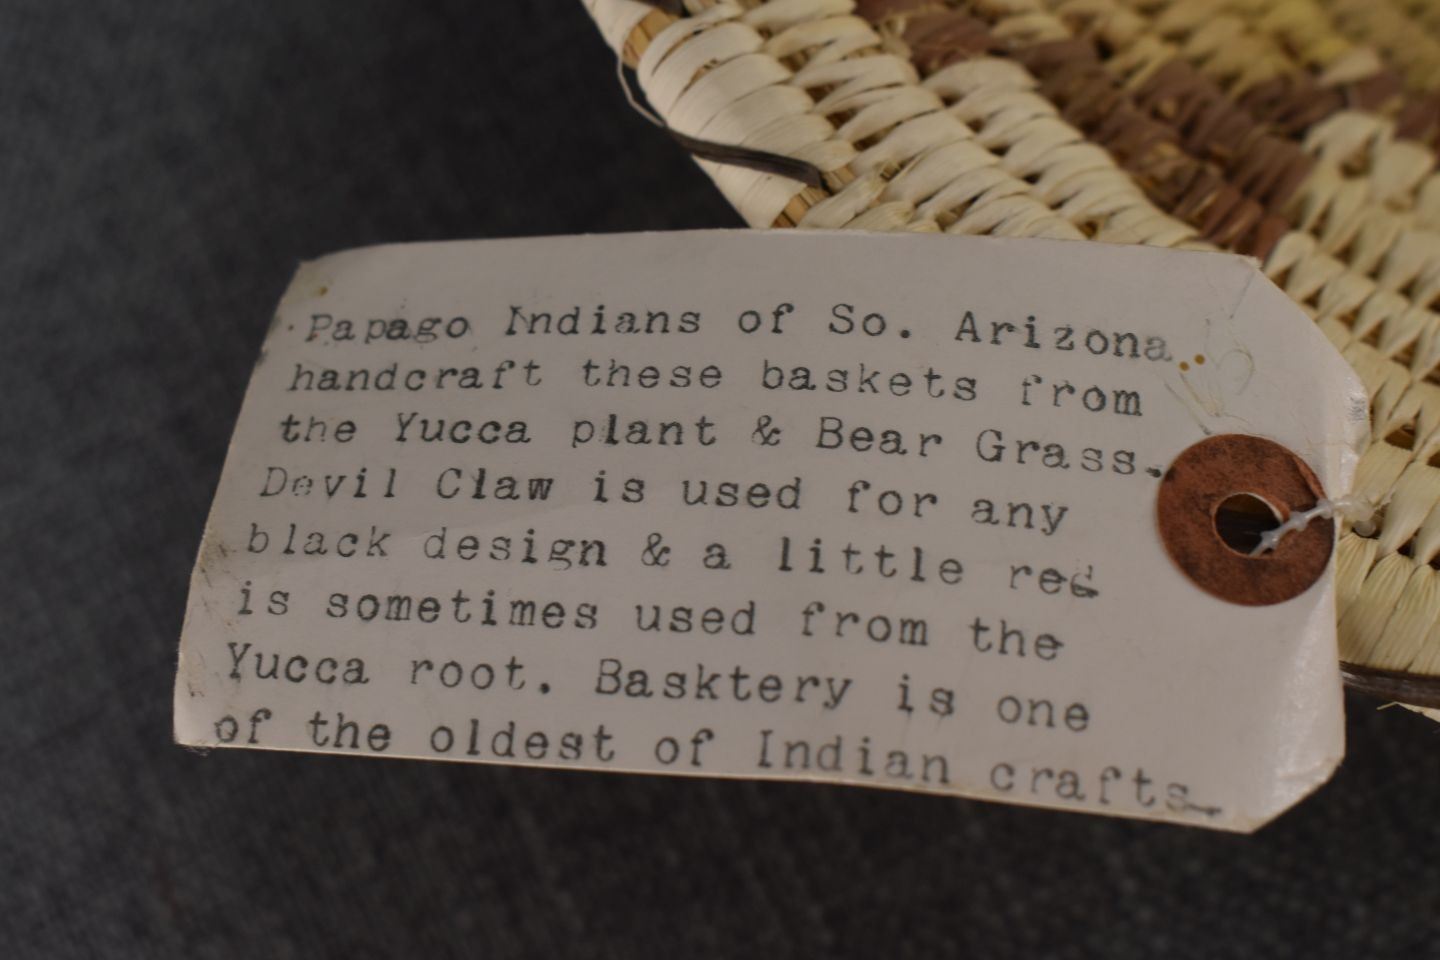 Papago Indians of So. Arizona
handcraft these baskets from
the Yucca plant & Bear Grass.
Devil Claw is used for any
black design & a little red
is sometimes used from the
Yucca root. Basktery is one
of the oldest of Indian crafts.